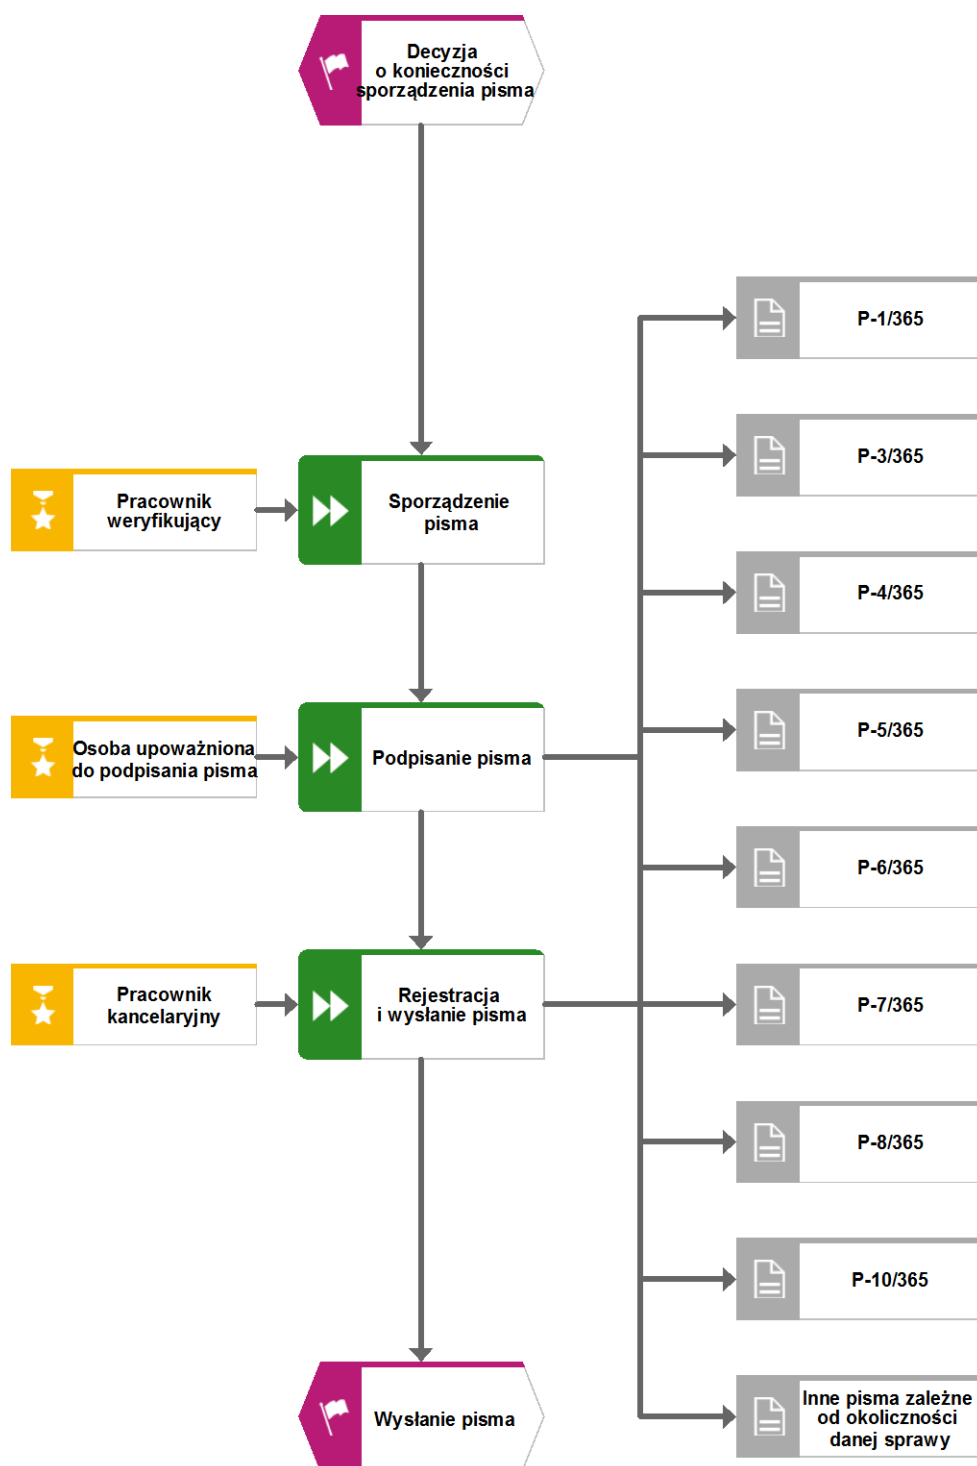 Decyzja
o konieczności
sporządzenia pisma
P-1/365
P-3/365
Pracownik
weryfikujący
Sporządzenie
pisma
P-4/365
Osoba upoważniona
do podpisania pisma
Podpisanie pisma
P-5/365
P-6/365
Pracownik
kancelaryjny
Rejestracja
i wysłanie pisma
P-7/365
P-8/365
P-10/365
Wysłanie pisma
Inne pisma zależne
od okoliczności
danej sprawy